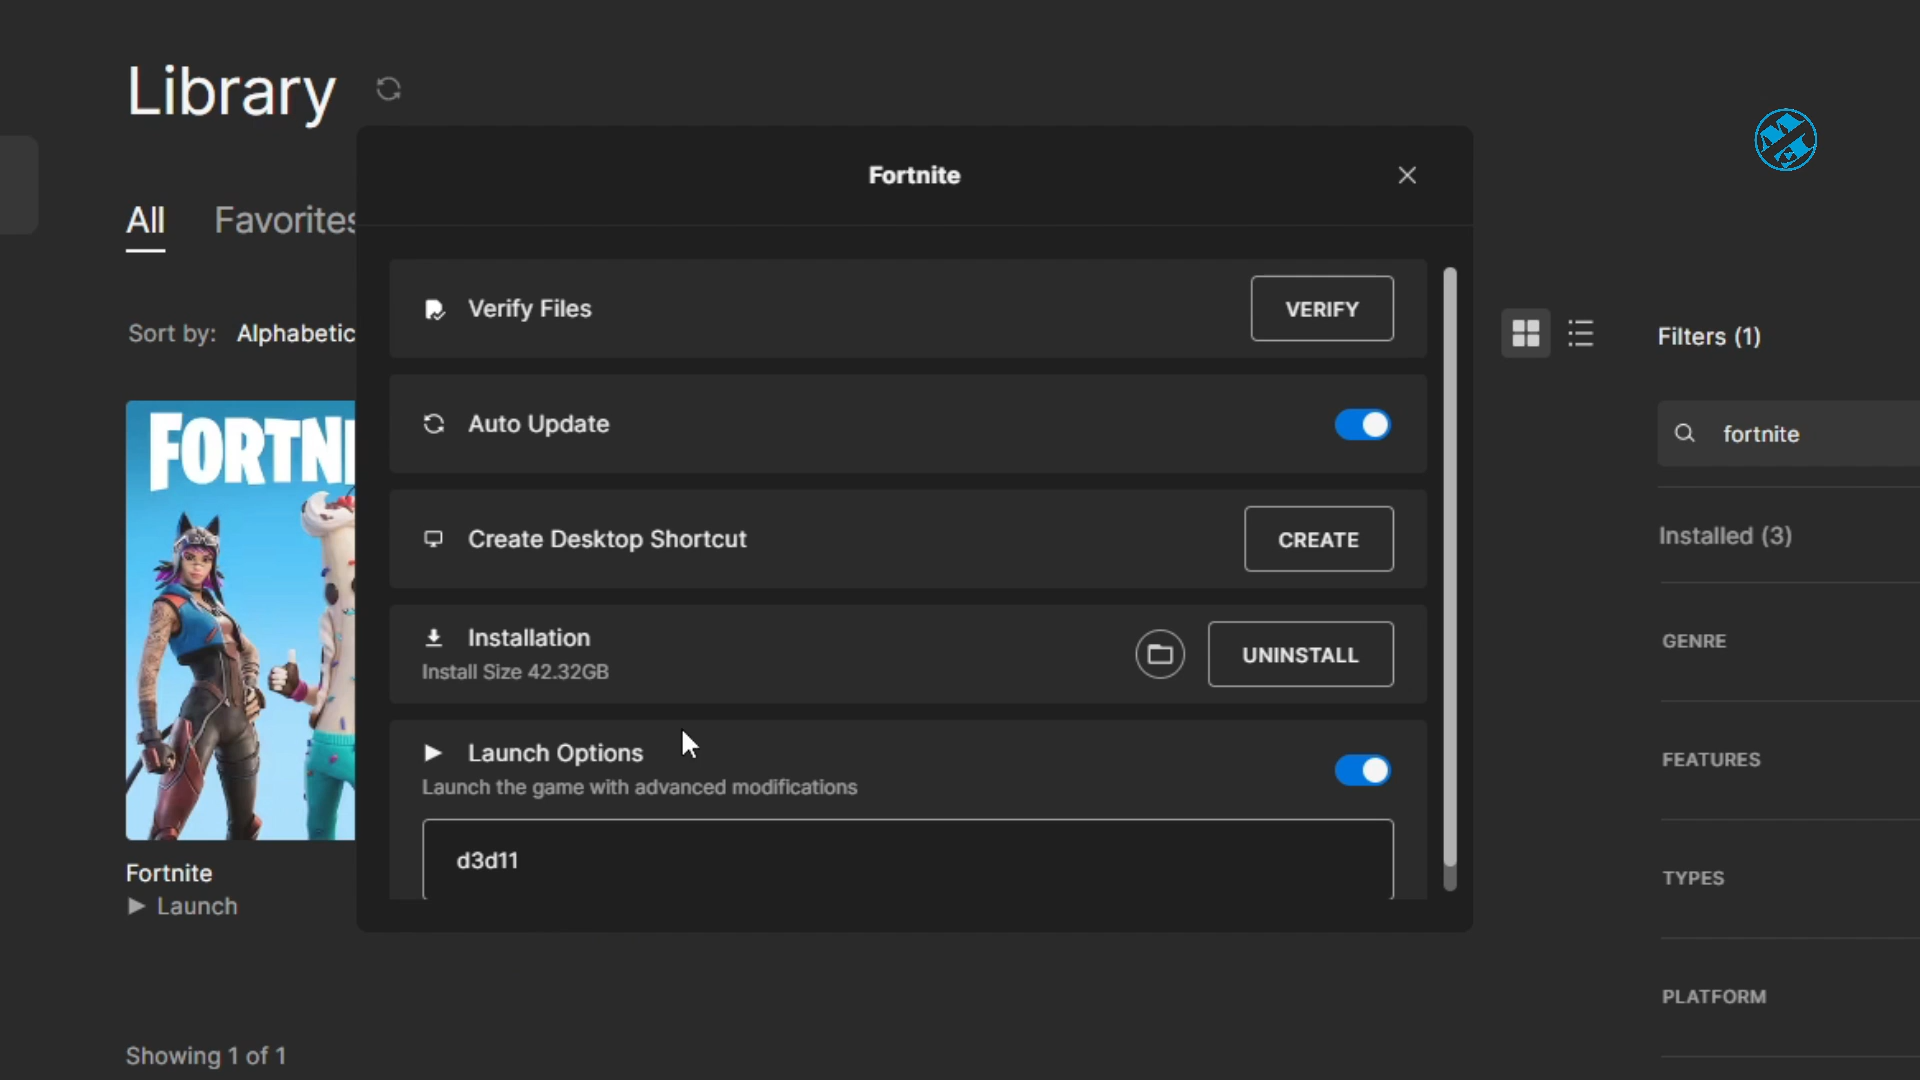 Library
All
Favorites
Sort by: Alphabetic
FORTNI
Fortnite
Launch
Showing 1 of 1
Fortnite
Verify Files
VERIFY
Auto Update
Create Desktop Shortcut
CREATE
Installation
Install Size 42.32GB
UNINSTALL
Launch Options
Launch the game with advanced modifications
d3d11
Filters (1)
fortnite
Installed (3)
GENRE
FEATURES
TYPES
PLATFORM